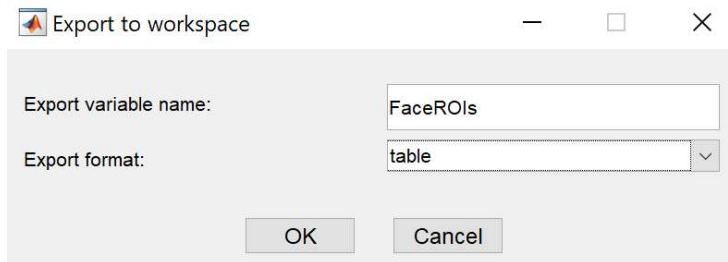 Export to workspace
Export variable name: FaceROIs
Export format: table
OK Cancel